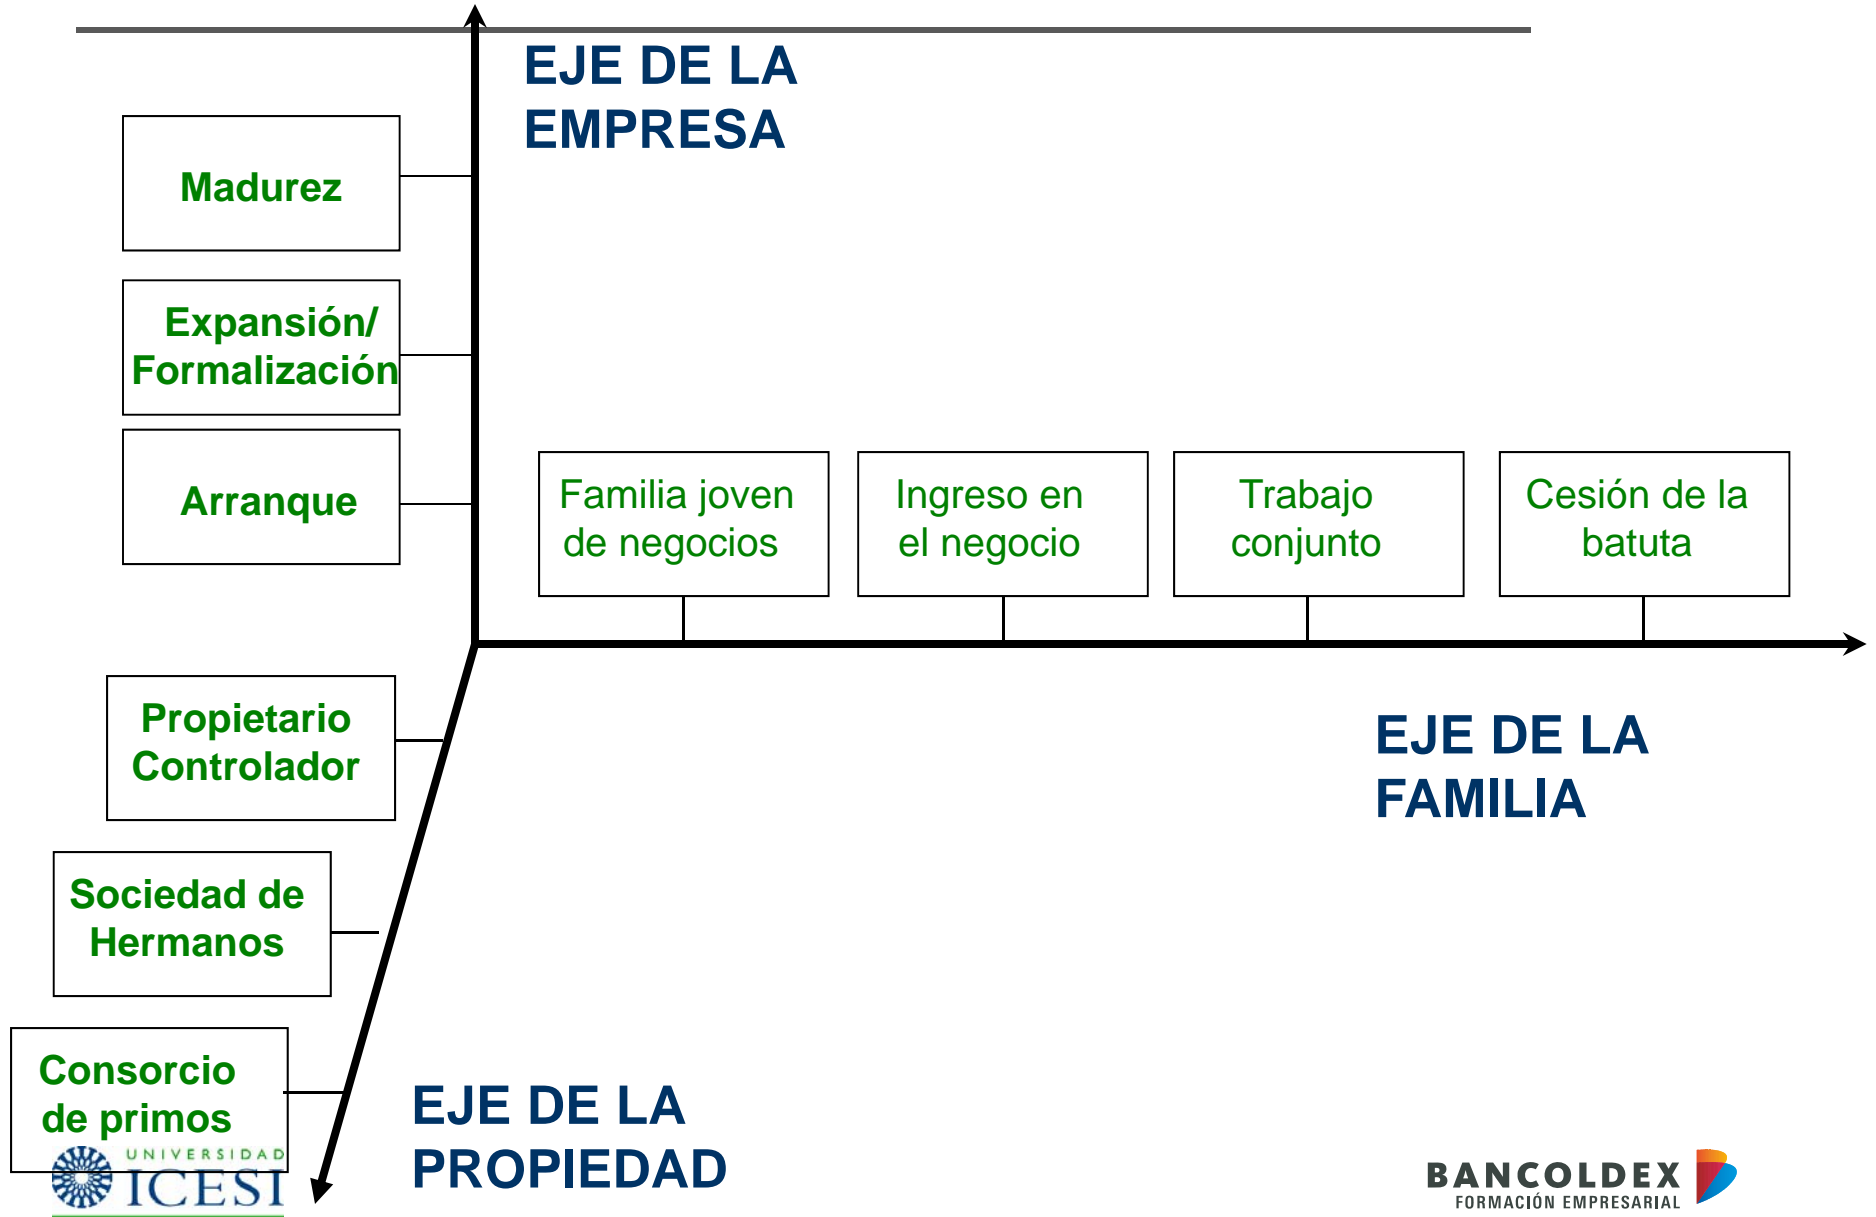 EJE DE LA
EMPRESA
Madurez
Expansión/
Formalización
Arranque
Familia joven
de negocios
Ingreso en
el negocio
Trabajo
conjunto
Cesión de la
batuta
Propietario
Controlador
EJE DE LA
FAMILIA
Sociedad de
Hermanos
Consorcio
de primos
EJE DE LA
PROPIEDAD
UNIVERSIDAD
ICESI
BANCOLDEX
FORMACIÓN EMPRESARIAL